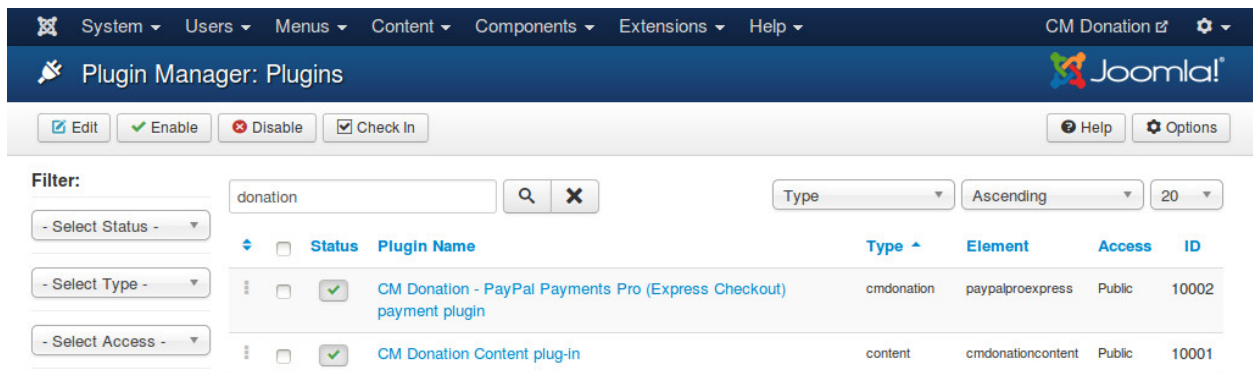 System Users Menus Content Components Extensions Help CM Donation
Plugin Manager: Plugins Joomla!®
Edit Enable Disable Check In Help Options
Filter:
donation Type Ascending 20
- Select Status -
Status Plugin Name Type Element Access ID
- Select Type -
CM Donation - PayPal Payments Pro (Express Checkout) cmdonation paypalproexpress Public 10002
payment plugin
- Select Access -
CM Donation Content plug-in content cmdonationcontent Public 10001